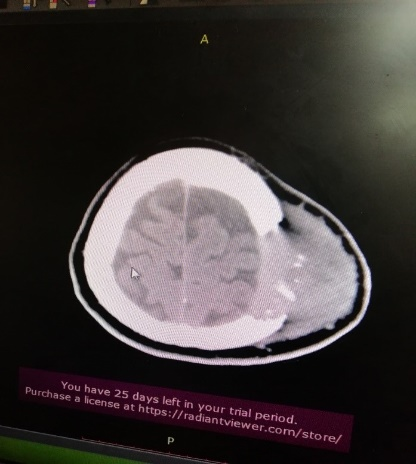 A
You have 25 days left in your trial period.
Purchase a license at https://radiantviewer.com/store/
P